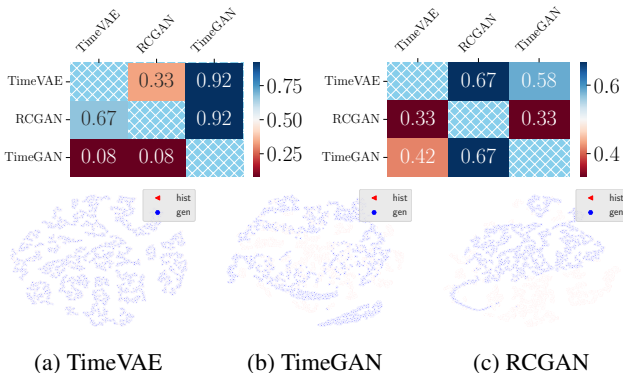 TimeVAE RCGAN TimeGAN
TimeVAE 0.33 0.92
RCGAN 0.67 0.92
TimeGAN 0.08 0.08
0.75
0.50
0.25
TimeVAE RCGAN TimeGAN
TimeVAE 0.67 0.58
RCGAN 0.33 0.33
TimeGAN 0.42 0.67
0.6
0.4
hist
gen
hist
gen
hist
gen
(a) TimeVAE
(b) TimeGAN
(c) RCGAN